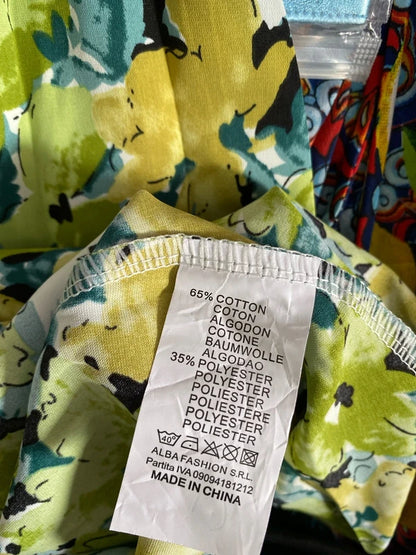 65% COTTON
COTON
ALGODON
COTONE
BAUMWOLLE
ALGODAO
35% POLYESTER
POLYESTER
POLIESTER
POLIESTERE
POLYESTER
POLIESTER
40°
ALBA FASHION S.R.L.
Partita IVA 09094181212
MADE IN CHINA